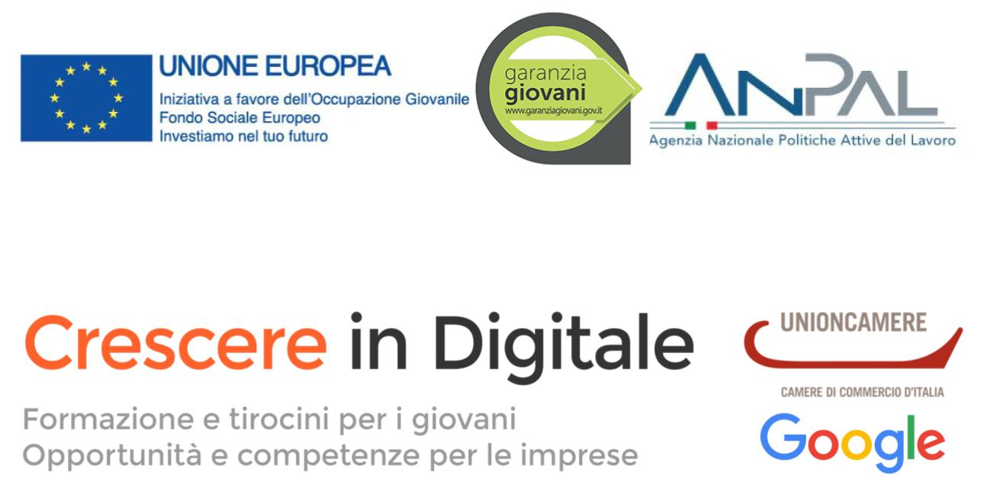 UNIONE EUROPEA
Iniziativa a favore dell'Occupazione Giovanile
Fondo Sociale Europeo
Investiamo nel tuo futuro
garanzia
giovani
www.garanziagiovani.gov.it
ANPAL
Agenzia Nazionale Politiche Attive del Lavoro
Crescere in Digitale
Formazione e tirocini per i giovani
Opportunità e competenze per le imprese
UNIONCAMERE
CAMERE DI COMMERCIO D'ITALIA
Google